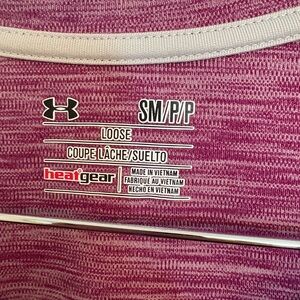 SM/P/P
LOOSE
COUPE LÂCHE/SUELTO
heatgear
MADE IN VIETNAM
FABRIQUÉ AU VIETNAM
HECHO EN VIETNAM